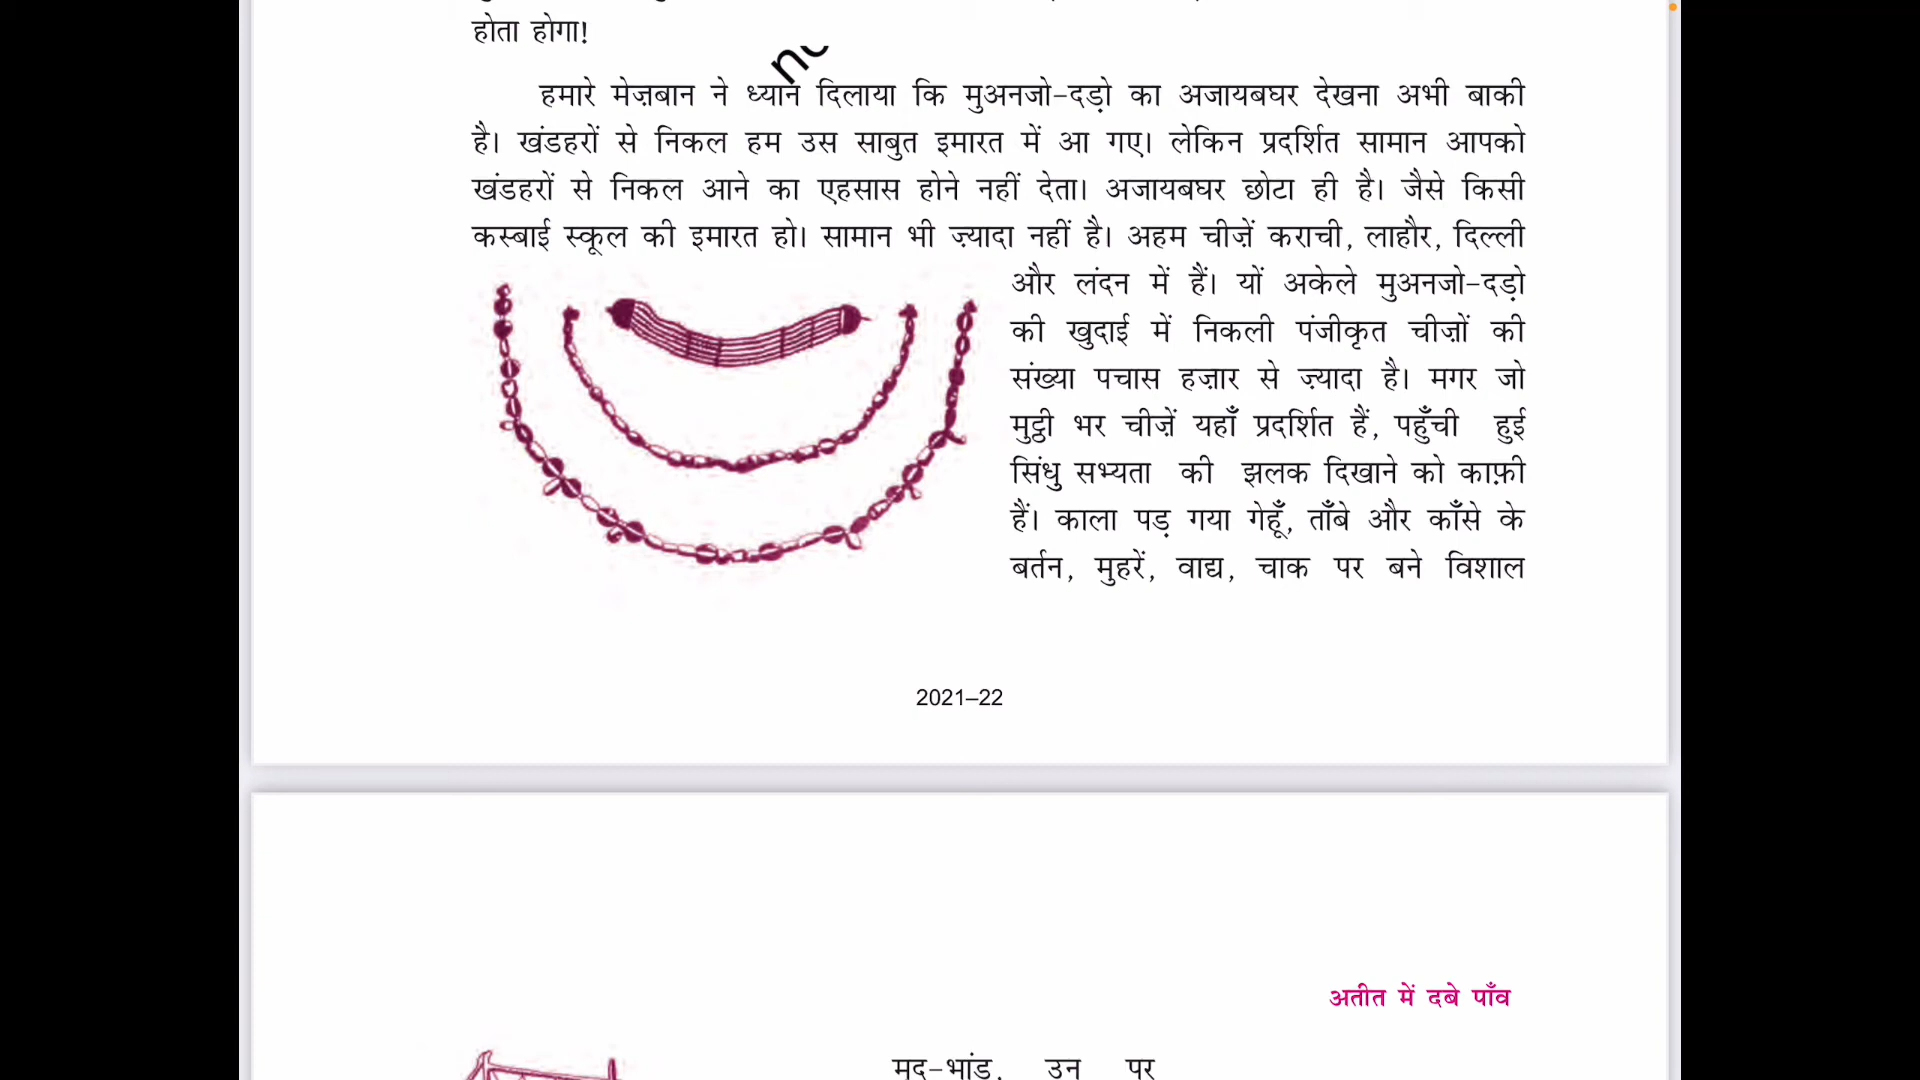 होता होगा!
हमारे मेज़बान ने ध्यान दिलाया कि मुअनजो-दड़ो का अजायबघर देखना अभी बाकी
है। खंडहरों से निकल हम उस साबुत इमारत में आ गए। लेकिन प्रदर्शित सामान आपको
खंडहरों से निकल आने का एहसास होने नहीं देता। अजायबघर छोटा ही है। जैसे किसी
कस्बाई स्कूल की इमारत हो। सामान भी ज़्यादा नहीं है। अहम चीज़ें कराची, लाहौर, दिल्ली
और लंदन में हैं। यों अकेले मुअनजो-दड़ो
की खुदाई में निकली पंजीकृत चीज़ों की
संख्या पचास हज़ार से ज़्यादा है। मगर जो
मुट्ठी भर चीज़ें यहाँ प्रदर्शित हैं, पहुँची हुई
सिंधु सभ्यता की झलक दिखाने को काफ़ी
हैं। काला पड़ गया गेहूँ, ताँबे और काँसे के
बर्तन, मुहरें, वाद्य, चाक पर बने विशाल
2021–22
अतीत में दबे पाँव
उन पर